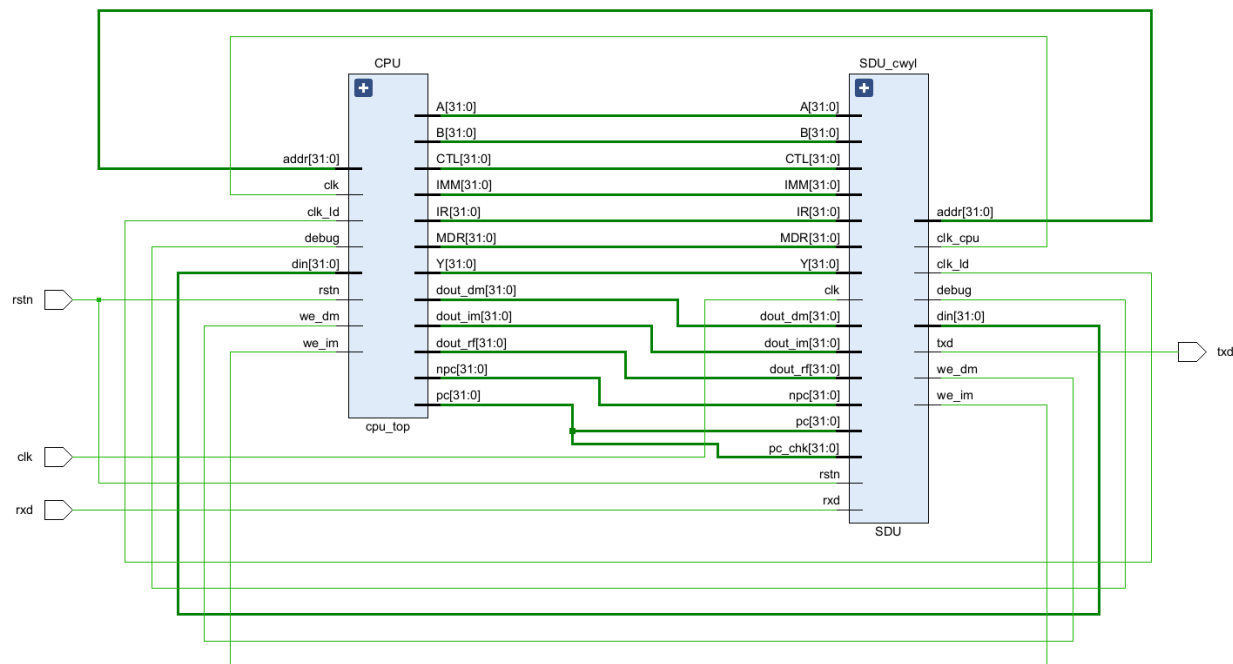 CPU
SDU_cwyl
A[31:0]
A[31:0]
B[31:0]
B[31:0]
addr[31:0]
CTL[31:0]
CTL[31:0]
clk
IMM[31:0]
IMM[31:0]
clk_ld
IR[31:0]
IR[31:0]
addr[31:0]
debug
MDR[31:0]
MDR[31:0]
clk_cpu
din[31:0]
Y[31:0]
Y[31:0]
clk_ld
rstn
rstn
dout_dm[31:0]
clk
debug
we_dm
dout_im[31:0]
dout_dm[31:0]
din[31:0]
we_im
dout_rf[31:0]
dout_im[31:0]
txd
txd
npc[31:0]
dout_rf[31:0]
we_dm
pc[31:0]
npc[31:0]
we_im
cpu_top
pc[31:0]
clk
pc_chk[31:0]
rstn
rxd
rxd
SDU